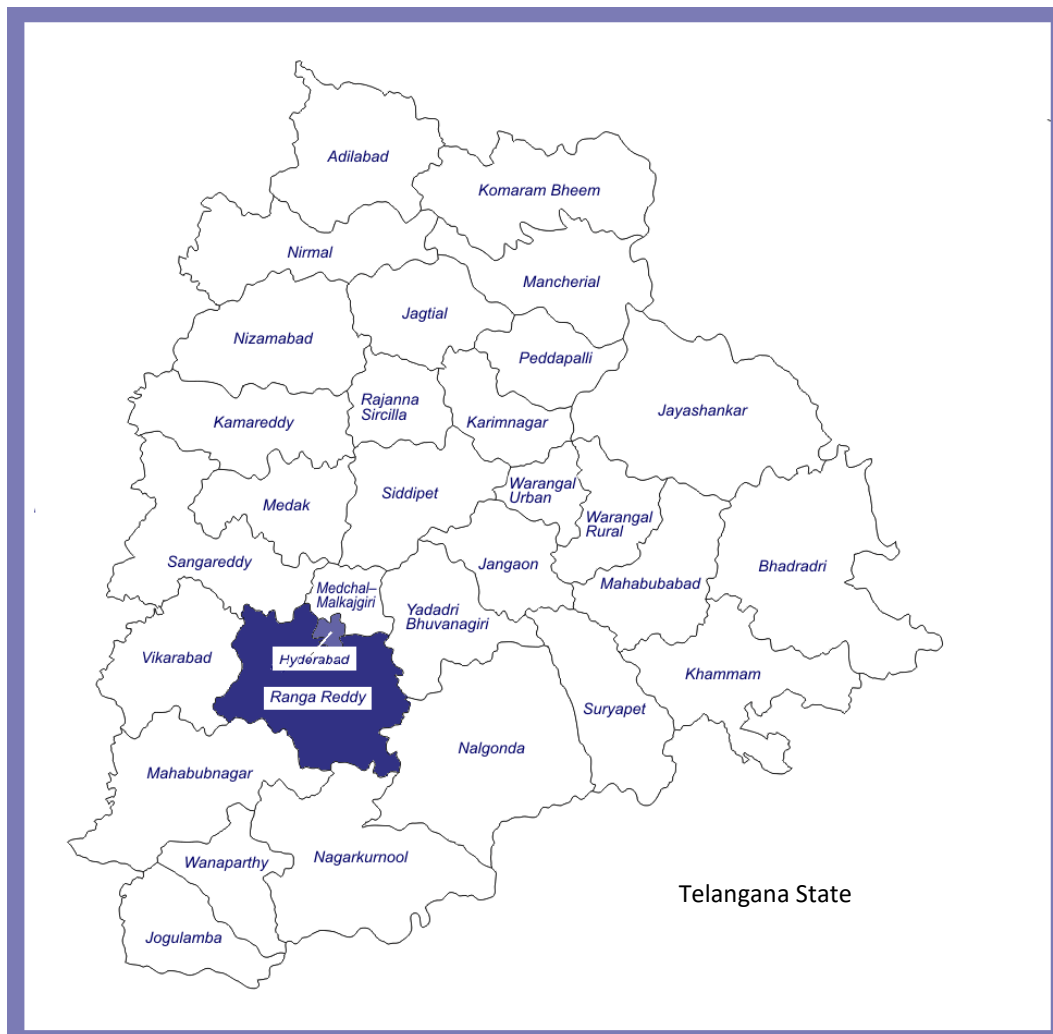 Adilabad
Komaram Bheem
Nirmal
Mancherial
Jagtial
Nizamabad
Peddapalli
Rajanna
Sircilla
Jayashankar
Kamareddy
Karimnagar
Medak
Siddipet
Warangal
Urban
Warangal
Rural
Sangareddy
Jangaon
Bhadradri
Mahabubabad
Medchal–
Malkajgiri
Yadadri
Bhuvanagiri
Vikarabad
Hyderabad
Khammam
Ranga Reddy
Suryapet
Nalgonda
Mahabubnagar
Wanaparthy
Nagarkurnool
Telangana State
Jogulamba